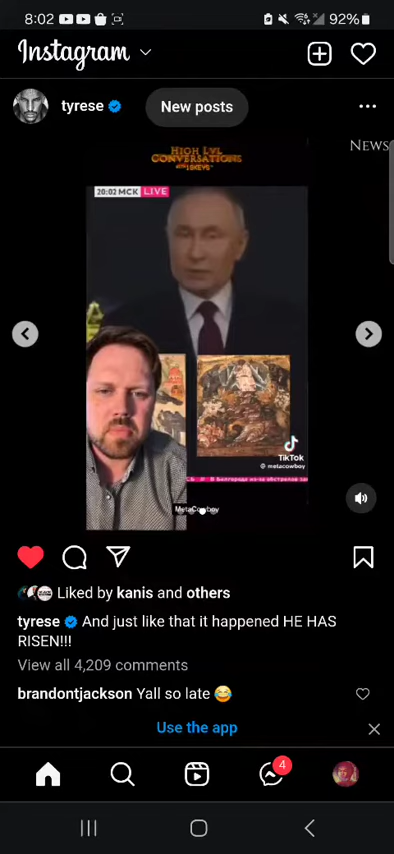 8:02
92%
Instagram
tyrese
New posts
NEWS
HIGH LVL
CONVERSATIONS
20:02 МСК LIVE
TikTok
@metacowboy
MetaCowboy
Liked by kanis and others
tyrese And just like that it happened HE HAS
RISEN!!!
View all 4,209 comments
brandontjackson Yall so late 😂
Use the app
4